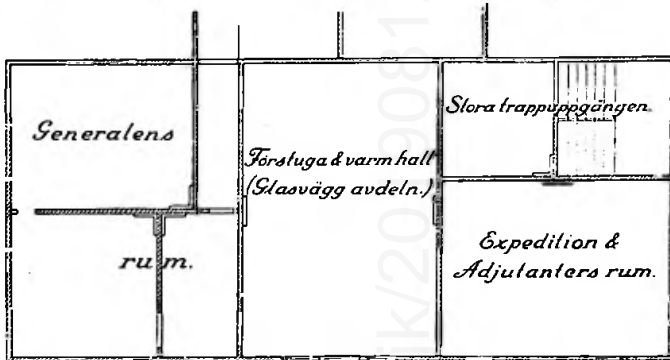 Generalens
rum.
Förstuga & varm hall
(Glasvägg avdeln.)
Stora trappuppgången
Expedition &
Adjutanters rum.